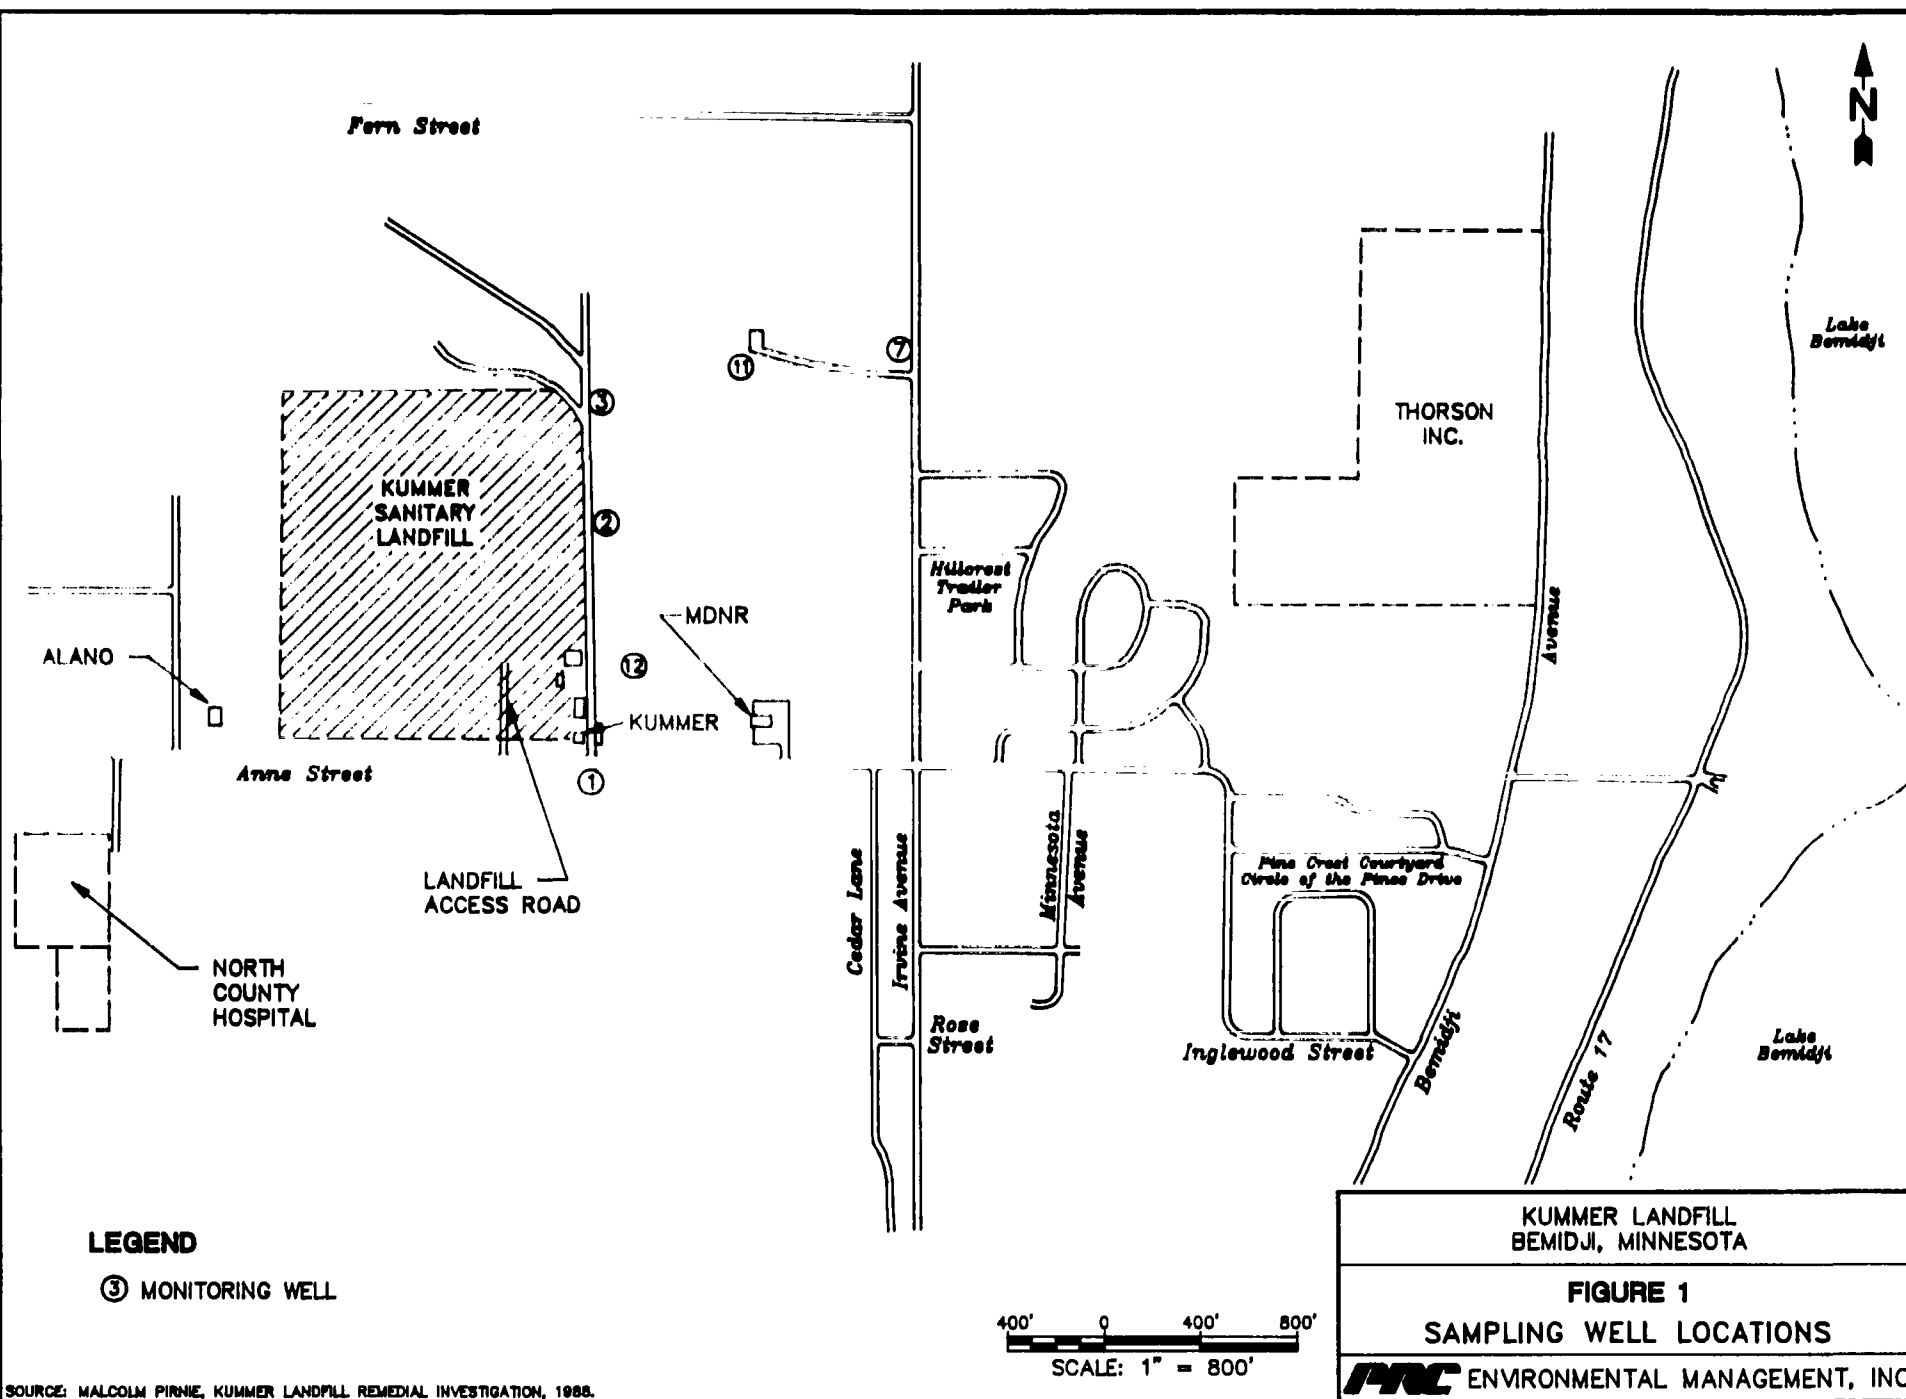 Fern Street
N
Lake
Bemidji
7
11
3
THORSON
INC.
KUMMER
SANITARY
LANDFILL
2
Hillcrest
Trailer
Park
MDNR
Avenue
ALANO
12
KUMMER
Anne Street
1
Minnesota
Avenue
Cedar Lane
Irvine Avenue
Pine Crest Courtyard
Circle of the Pines Drive
LANDFILL
ACCESS ROAD
NORTH
COUNTY
HOSPITAL
Rose
Street
Inglewood Street
Bemidji
Route 17
Lake
Bemidji
LEGEND
3 MONITORING WELL
400' 0 400' 800'
SCALE: 1" = 800'
KUMMER LANDFILL
BEMIDJI, MINNESOTA
FIGURE 1
SAMPLING WELL LOCATIONS
PRC ENVIRONMENTAL MANAGEMENT, INC
SOURCE: MALCOLM PIRNIE, KUMMER LANDFILL REMEDIAL INVESTIGATION, 1988.